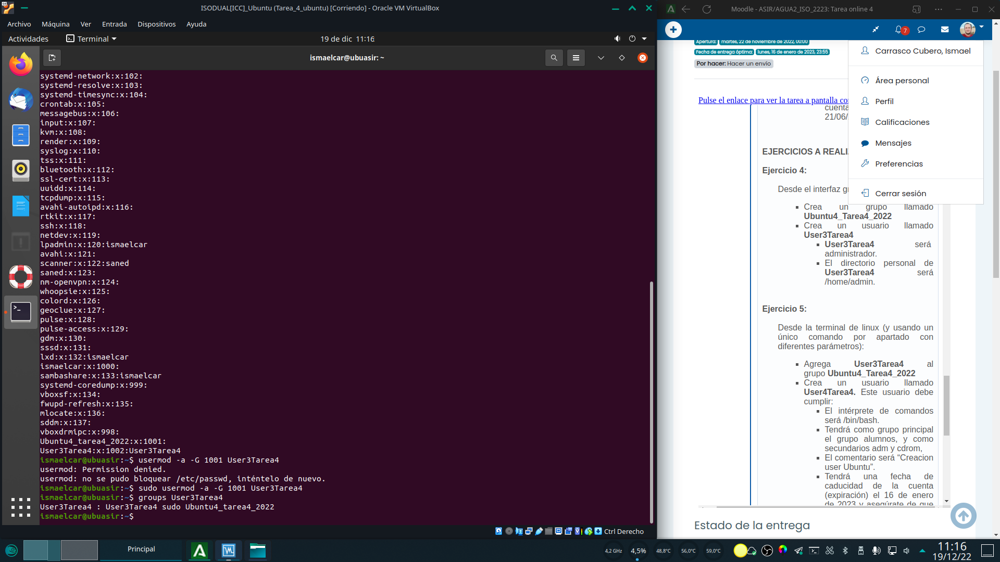 ISODUAL[ICC]_Ubuntu (Tarea_4_ubuntu) [Corriendo] - Oracle VM VirtualBox
Archivo Máquina Ver Entrada Dispositivos Ayuda
Actividades Terminal 19 de dic 11:16
ismaelcar@ubuasir: ~
systemd-network:x:102:
systemd-resolve:x:103:
systemd-timesync:x:104:
crontab:x:105:
messagebus:x:106:
input:x:107:
kvm:x:108:
render:x:109:
syslog:x:110:
tss:x:111:
bluetooth:x:112:
ssl-cert:x:113:
uuidd:x:114:
tcpdump:x:115:
avahi-autoipd:x:116:
rtkit:x:117:
ssh:x:118:
netdev:x:119:
lpadmin:x:120:ismaelcar
avahi:x:121:
scanner:x:122:saned
saned:x:123:
nm-openvpn:x:124:
whoopsie:x:125:
colord:x:126:
geoclue:x:127:
pulse:x:128:
pulse-access:x:129:
gdm:x:130:
sssd:x:131:
lxd:x:132:ismaelcar
ismaelcar:x:1000:
sambashare:x:133:ismaelcar
systemd-coredump:x:999:
vboxsf:x:134:
fwupd-refresh:x:135:
mlocate:x:136:
sddm:x:137:
vboxdrmipc:x:998:
Ubuntu4_tarea4_2022:x:1001:
User3Tarea4:x:1002:User3Tarea4
ismaelcar@ubuasir:~$ usermod -a -G 1001 User3Tarea4
usermod: Permission denied.
usermod: no se pudo bloquear /etc/passwd, inténtelo de nuevo.
ismaelcar@ubuasir:~$ sudo usermod -a -G 1001 User3Tarea4
ismaelcar@ubuasir:~$ groups User3Tarea4
User3Tarea4 : User3Tarea4 sudo Ubuntu4_tarea4_2022
ismaelcar@ubuasir:~$
Ctrl Derecho
Moodle - ASIR/AGUA2_ISO_2223: Tarea online 4
7
Apertura: martes, 22 de noviembre de 2022, 00:00
Fecha de entrega óptima: lunes, 16 de enero de 2023, 23:55
Por hacer: Hacer un envío
Carrasco Cubero, Ismael
Área personal
Perfil
Calificaciones
Mensajes
Preferencias
Cerrar sesión
Pulse el enlace para ver la tarea a pantalla co
cuenta
21/06/
EJERCICIOS A REALI
Ejercicio 4:
Desde el interfaz g
Crea un grupo llamado
Ubuntu4_Tarea4_2022
Crea un usuario llamado
User3Tarea4
User3Tarea4 será
administrador.
El directorio personal de
User3Tarea4 será
/home/admin.
Ejercicio 5:
Desde la terminal de linux (y usando un
único comando por apartado con
diferentes parámetros):
Agrega User3Tarea4 al
grupo Ubuntu4_Tarea4_2022
Crea un usuario llamado
User4Tarea4. Este usuario debe
cumplir:
El intérprete de comandos
será /bin/bash.
Tendrá como grupo principal
el grupo alumnos, y como
secundarios adm y cdrom,
El comentario será “Creacion
user Ubuntu”.
Tendrá una fecha de
caducidad de la cuenta
(expiración) el 16 de enero
de 2023 y asegúrate de que
Estado de la entrega
Principal
4,2 GHz 4,5% 48,8°C 56,0°C 59,0°C
11:16
19/12/22